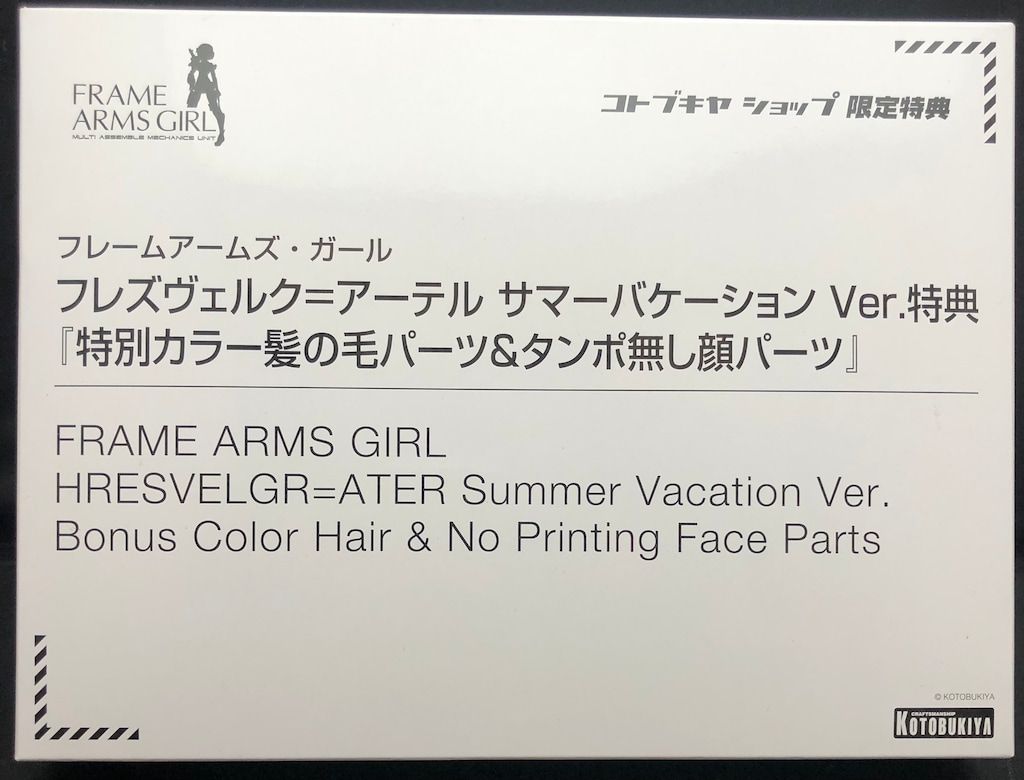 FRAME
ARMS GIRL
MULTI ASSEMBLE MECHANICS UNIT
コトブキヤ ショップ 限定特典
フレームアームズ・ガール
フレズヴェルク=アーテル サマーバケーション Ver.特典
『特別カラー髪の毛パーツ&タンポ無し顔パーツ』
FRAME ARMS GIRL
HRESVELGR=ATER Summer Vacation Ver.
Bonus Color Hair & No Printing Face Parts
© KOTOBUKIYA
CRAFTSMANSHIP
KOTOBUKIYA